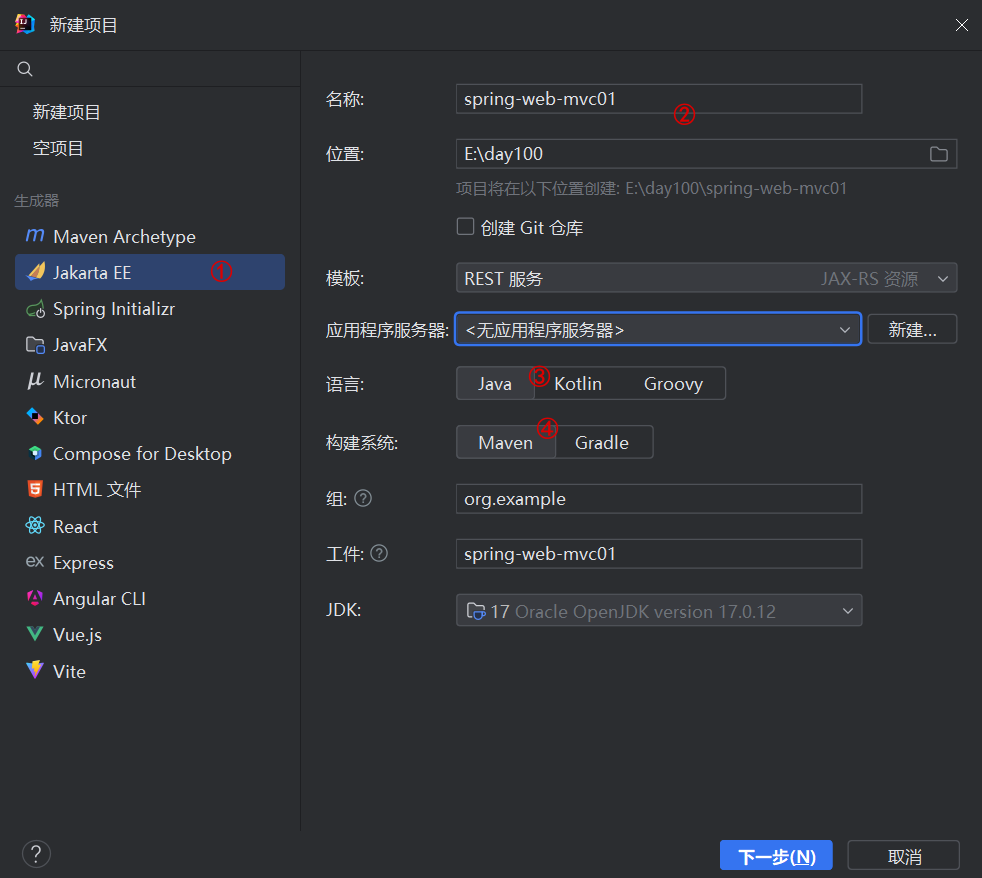 新建项目
新建项目
空项目
生成器
Maven Archetype
Jakarta EE ①
Spring Initializr
JavaFX
Micronaut
Ktor
Compose for Desktop
HTML 文件
React
Express
Angular CLI
Vue.js
Vite
名称: spring-web-mvc01
②
位置: E:\day100
项目将在以下位置创建: E:\day100\spring-web-mvc01
创建 Git 仓库
模板: REST 服务 JAX-RS 资源
应用程序服务器: <无应用程序服务器> 新建...
语言: Java ③ Kotlin Groovy
构建系统: Maven ④ Gradle
组: ? org.example
工件: ? spring-web-mvc01
JDK: 17 Oracle OpenJDK version 17.0.12
? 下一步(N) 取消